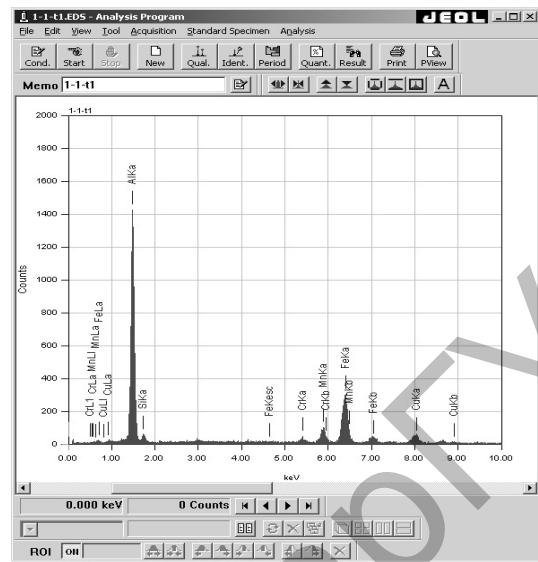 1-1-t1.EDS - Analysis Program
JEOL
File Edit View Tool Acquisition Standard Specimen Analysis
Cond. Start Stop New Qual. Ident. Period Quant. Result Print PView
Memo 1-1-t1
A
1-1-t1
2000
1800
1600
1400
1200
1000
800
600
400
200
0
Counts
CrL1
CrLa
MnLl
MnLa
CuLl
FeLa
CuLa
AlKa
SiKa
FeKesc
CrKa
MnKa
CrKb
FeKa
MnKb
FeKb
CuKa
CuKb
0.00 1.00 2.00 3.00 4.00 5.00 6.00 7.00 8.00 9.00 10.00
keV
0.000 keV 0 Counts
ROI ON